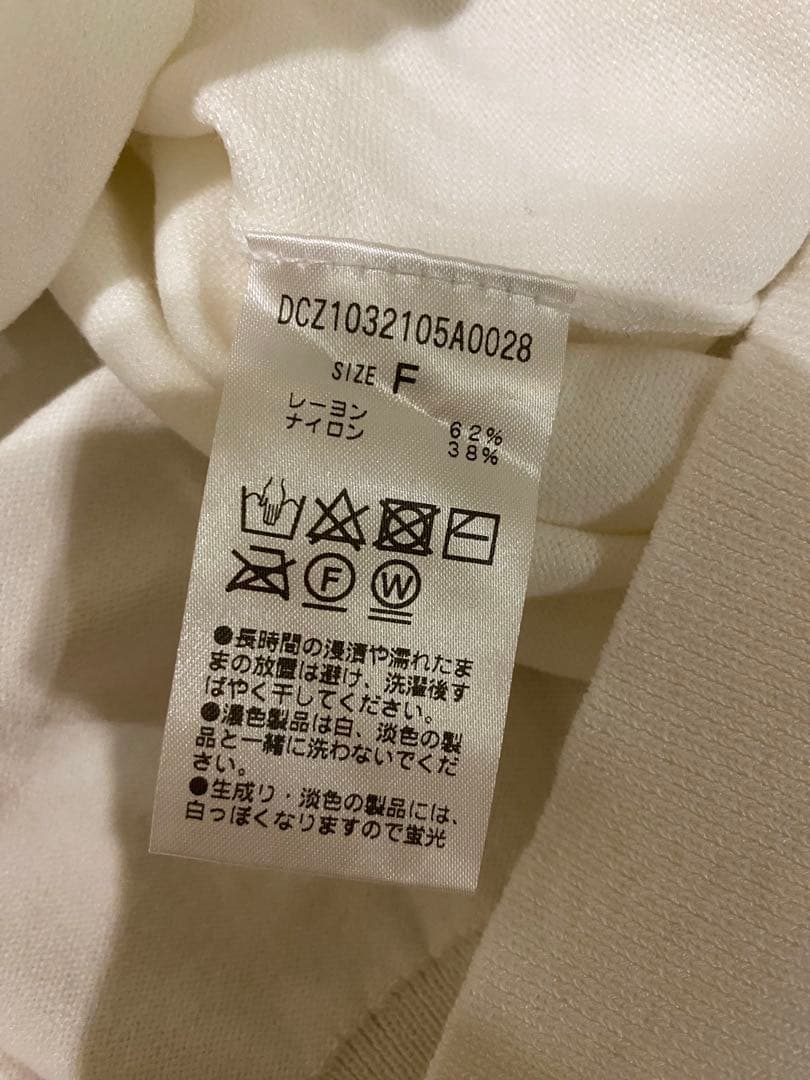 DCZ1032105A0028
SIZE F
レーヨン 62%
ナイロン 38%
F W
●長時間の浸漬や濡れたま
まの放置は避け、洗濯後す
ばやく干してください。
●濃色製品は白、淡色の製
品と一緒に洗わないでくだ
さい。
●生成り・淡色の製品には、
白っぽくなりますので蛍光